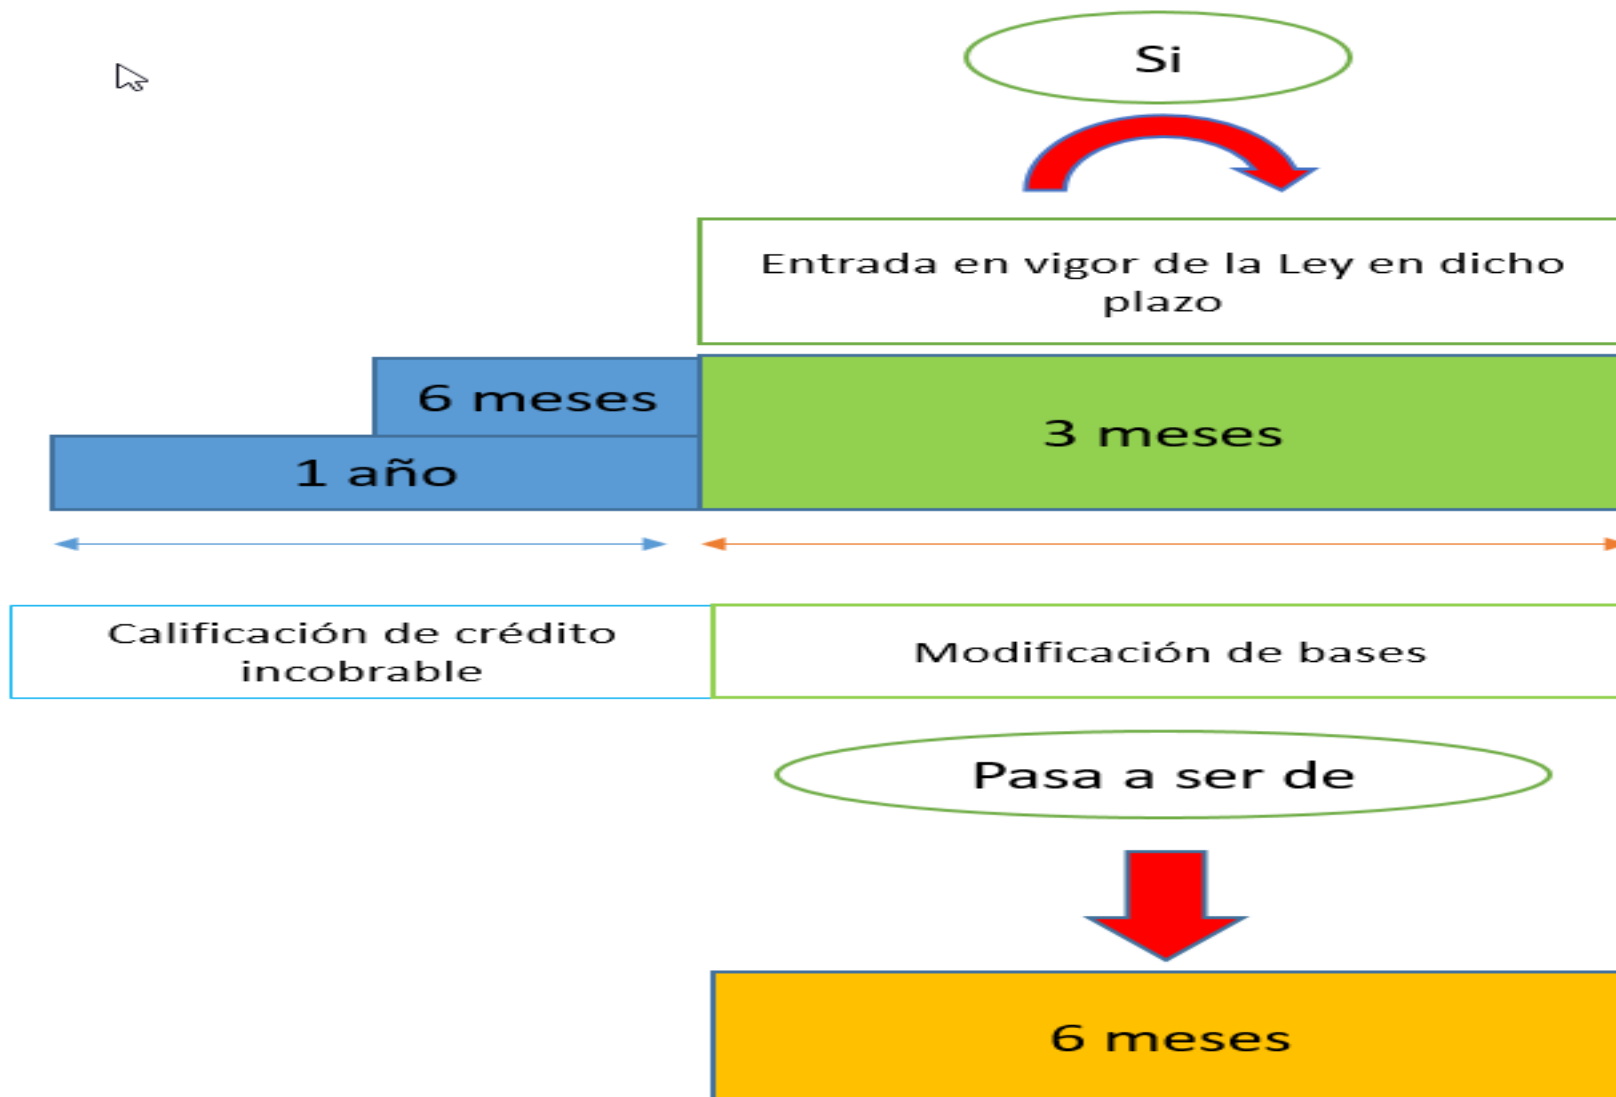 Si
Entrada en vigor de la Ley en dicho
plazo
6 meses
3 meses
1 año
Calificación de crédito
incobrable
Modificación de bases
Pasa a ser de
6 meses